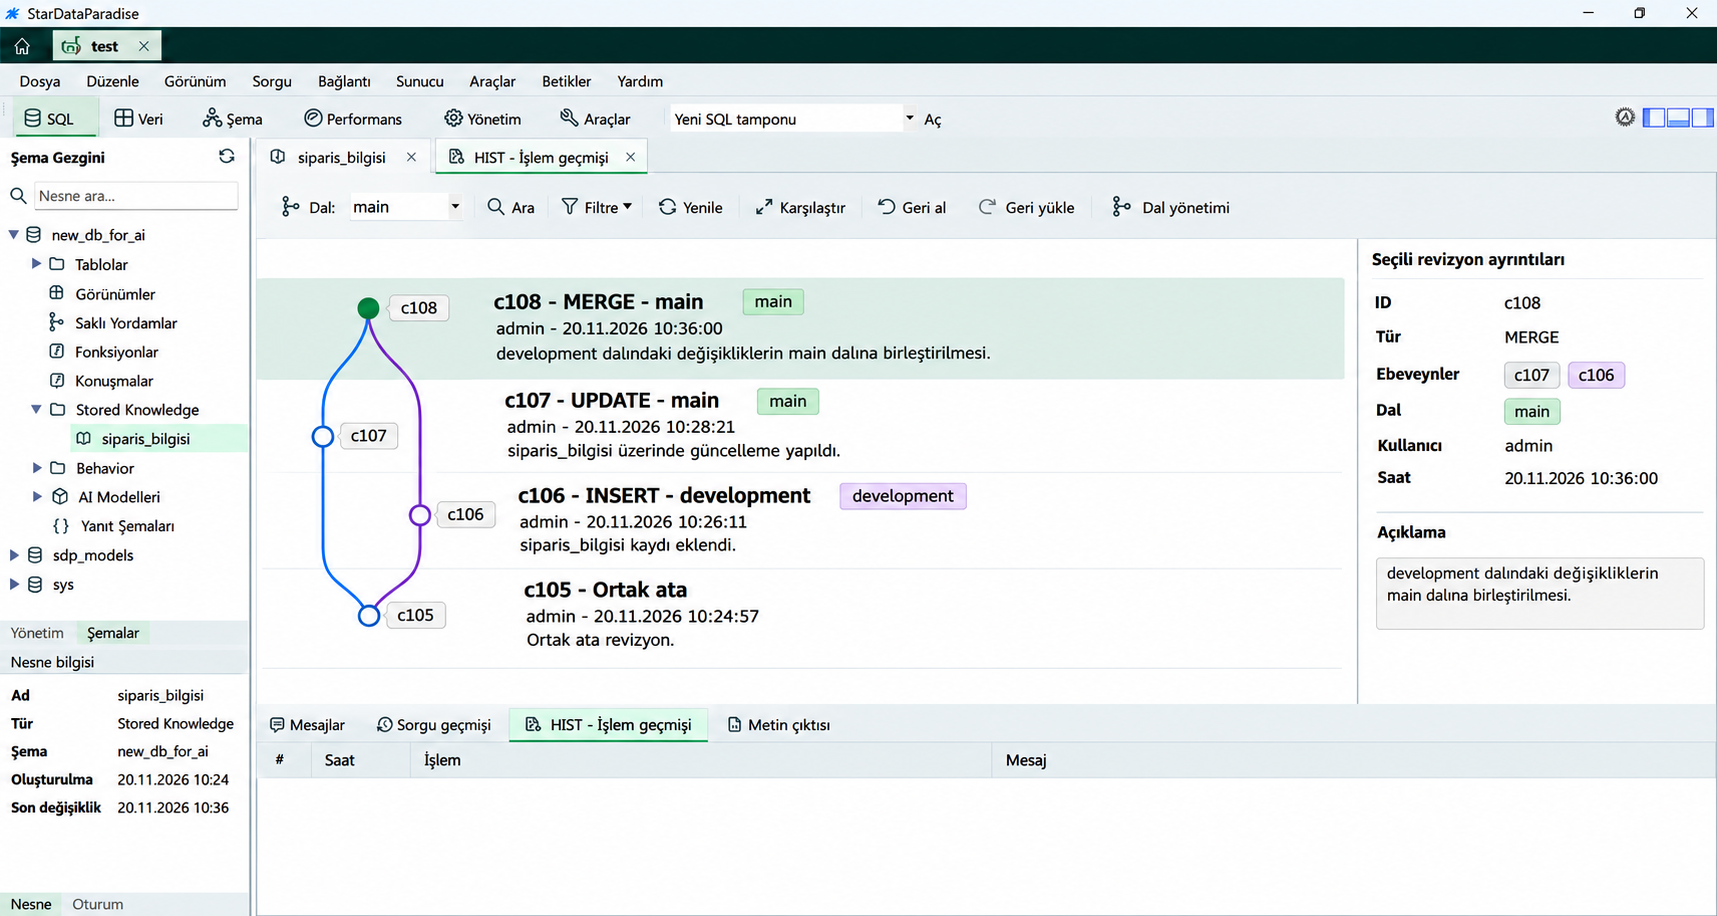 StarDataParadise
test
Dosya Düzenle Görünüm Sorgu Bağlantı Sunucu Araçlar Betikler Yardım
SQL Veri Şema Performans Yönetim Araçlar Yeni SQL tamponu Aç
Şema Gezgini
Nesne ara...
new_db_for_ai
Tablolar
Görünümler
Saklı Yordamlar
Fonksiyonlar
Konuşmalar
Stored Knowledge
siparis_bilgisi
Behavior
AI Modelleri
{} Yanıt Şemaları
sdp_models
sys
Yönetim Şemalar
Nesne bilgisi
Ad siparis_bilgisi
Tür Stored Knowledge
Şema new_db_for_ai
Oluşturulma 20.11.2026 10:24
Son değişiklik 20.11.2026 10:36
Nesne Oturum
siparis_bilgisi HIST - İşlem geçmişi
Dal: main Ara Filtre Yenile Karşılaştır Geri al Geri yükle Dal yönetimi
c108 c108 - MERGE - main main
admin - 20.11.2026 10:36:00
development dalındaki değişikliklerin main dalına birleştirilmesi.
c107 c107 - UPDATE - main main
admin - 20.11.2026 10:28:21
siparis_bilgisi üzerinde güncelleme yapıldı.
c106 c106 - INSERT - development development
admin - 20.11.2026 10:26:11
siparis_bilgisi kaydı eklendi.
c105 c105 - Ortak ata
admin - 20.11.2026 10:24:57
Ortak ata revizyon.
Seçili revizyon ayrıntıları
ID c108
Tür MERGE
Ebeveynler c107 c106
Dal main
Kullanıcı admin
Saat 20.11.2026 10:36:00
Açıklama
development dalındaki değişikliklerin
main dalına birleştirilmesi.
Mesajlar Sorgu geçmişi HIST - İşlem geçmişi Metin çıktısı
# Saat İşlem Mesaj